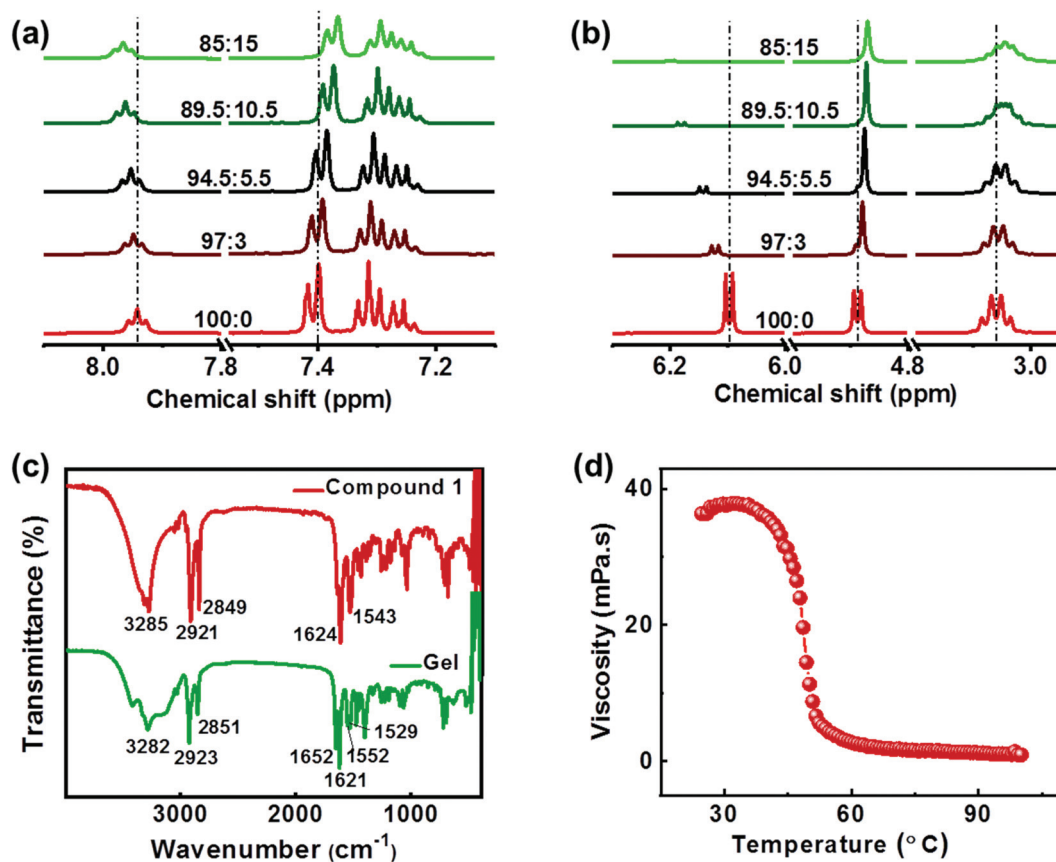 (a)
85:15
89.5:10.5
94.5:5.5
97:3
100:0
8.0 7.8 7.4 7.2
Chemical shift (ppm)
(b)
85:15
89.5:10.5
94.5:5.5
97:3
100:0
6.2 6.0 4.8 3.0
Chemical shift (ppm)
(c)
Compound 1
3285
2921
2849
1624
1543
Gel
3282
2923
2851
1652
1621
1552
1529
Transmittance (%)
3000 2000 1000
Wavenumber (cm⁻¹)
(d)
40
20
0
Viscosity (mPa.s)
30 60 90
Temperature (°C)